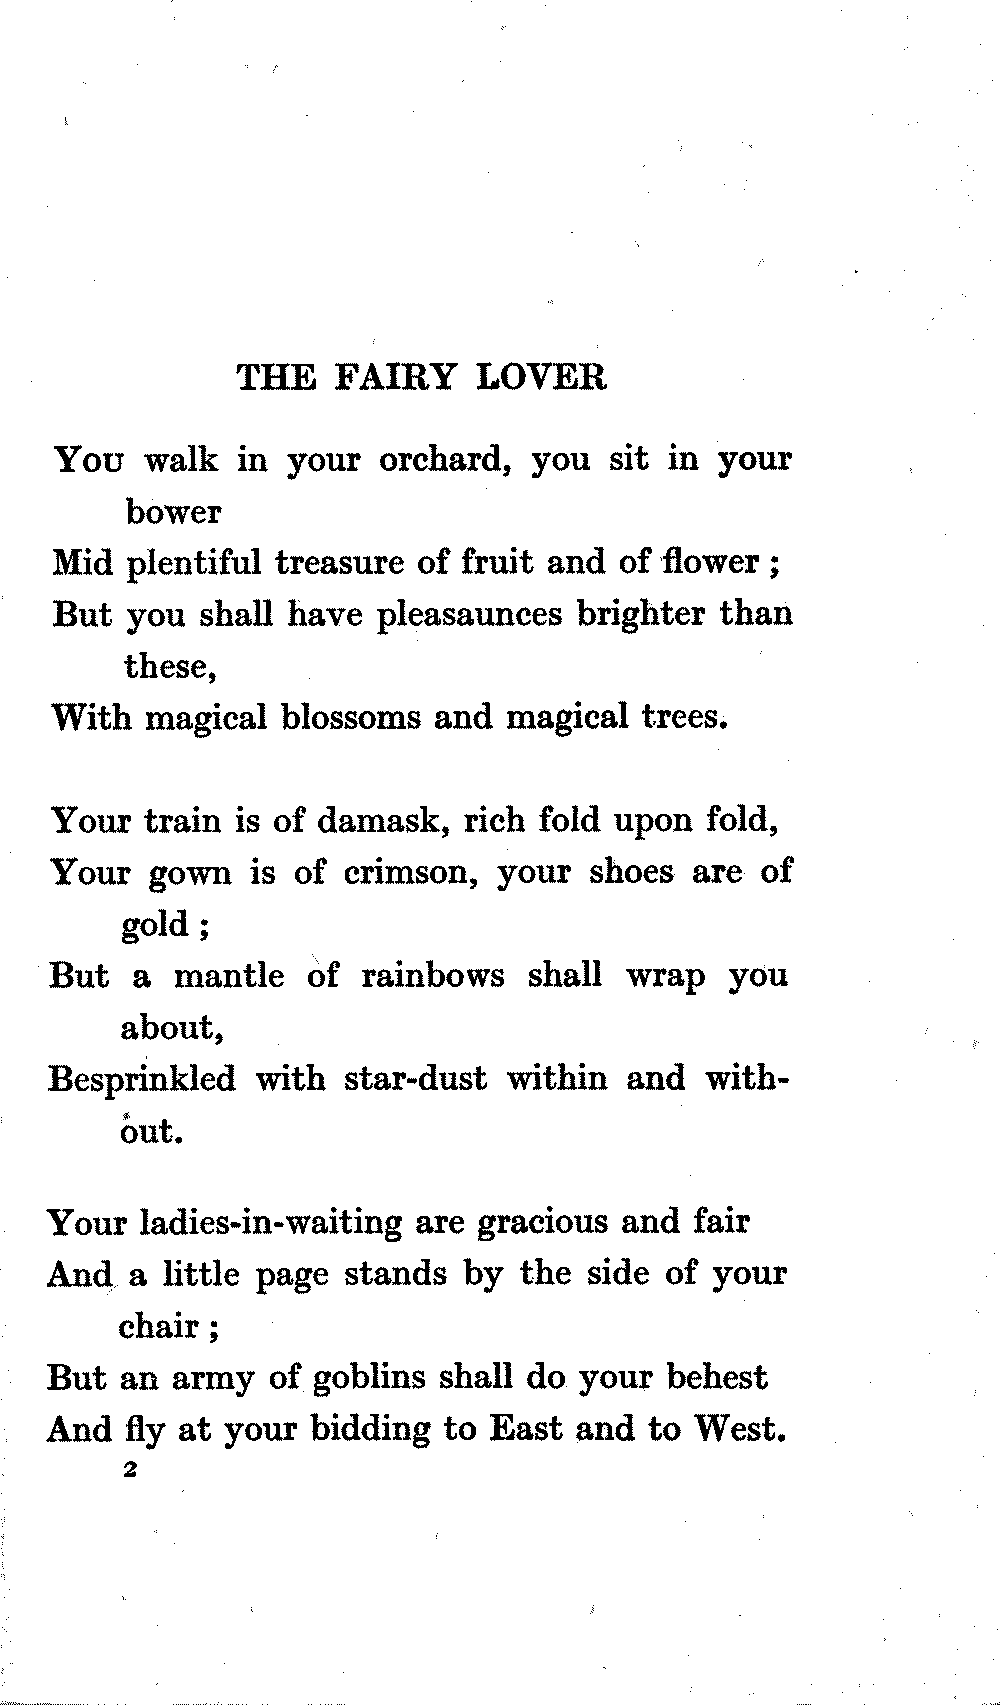 THE FAIRY LOVER
YOU walk in your orchard, you sit in your
bower
Mid plentiful treasure of fruit and of flower ;
But you shall have pleasaunces brighter than
these,
With magical blossoms and magical trees.
Your train is of damask, rich fold upon fold,
Your gown is of crimson, your shoes are of
gold ;
But a mantle of rainbows shall wrap you
about,
Besprinkled with star-dust within and with-
out.
Your ladies-in-waiting are gracious and fair
And a little page stands by the side of your
chair ;
But an army of goblins shall do your behest
And fly at your bidding to East and to West.
2